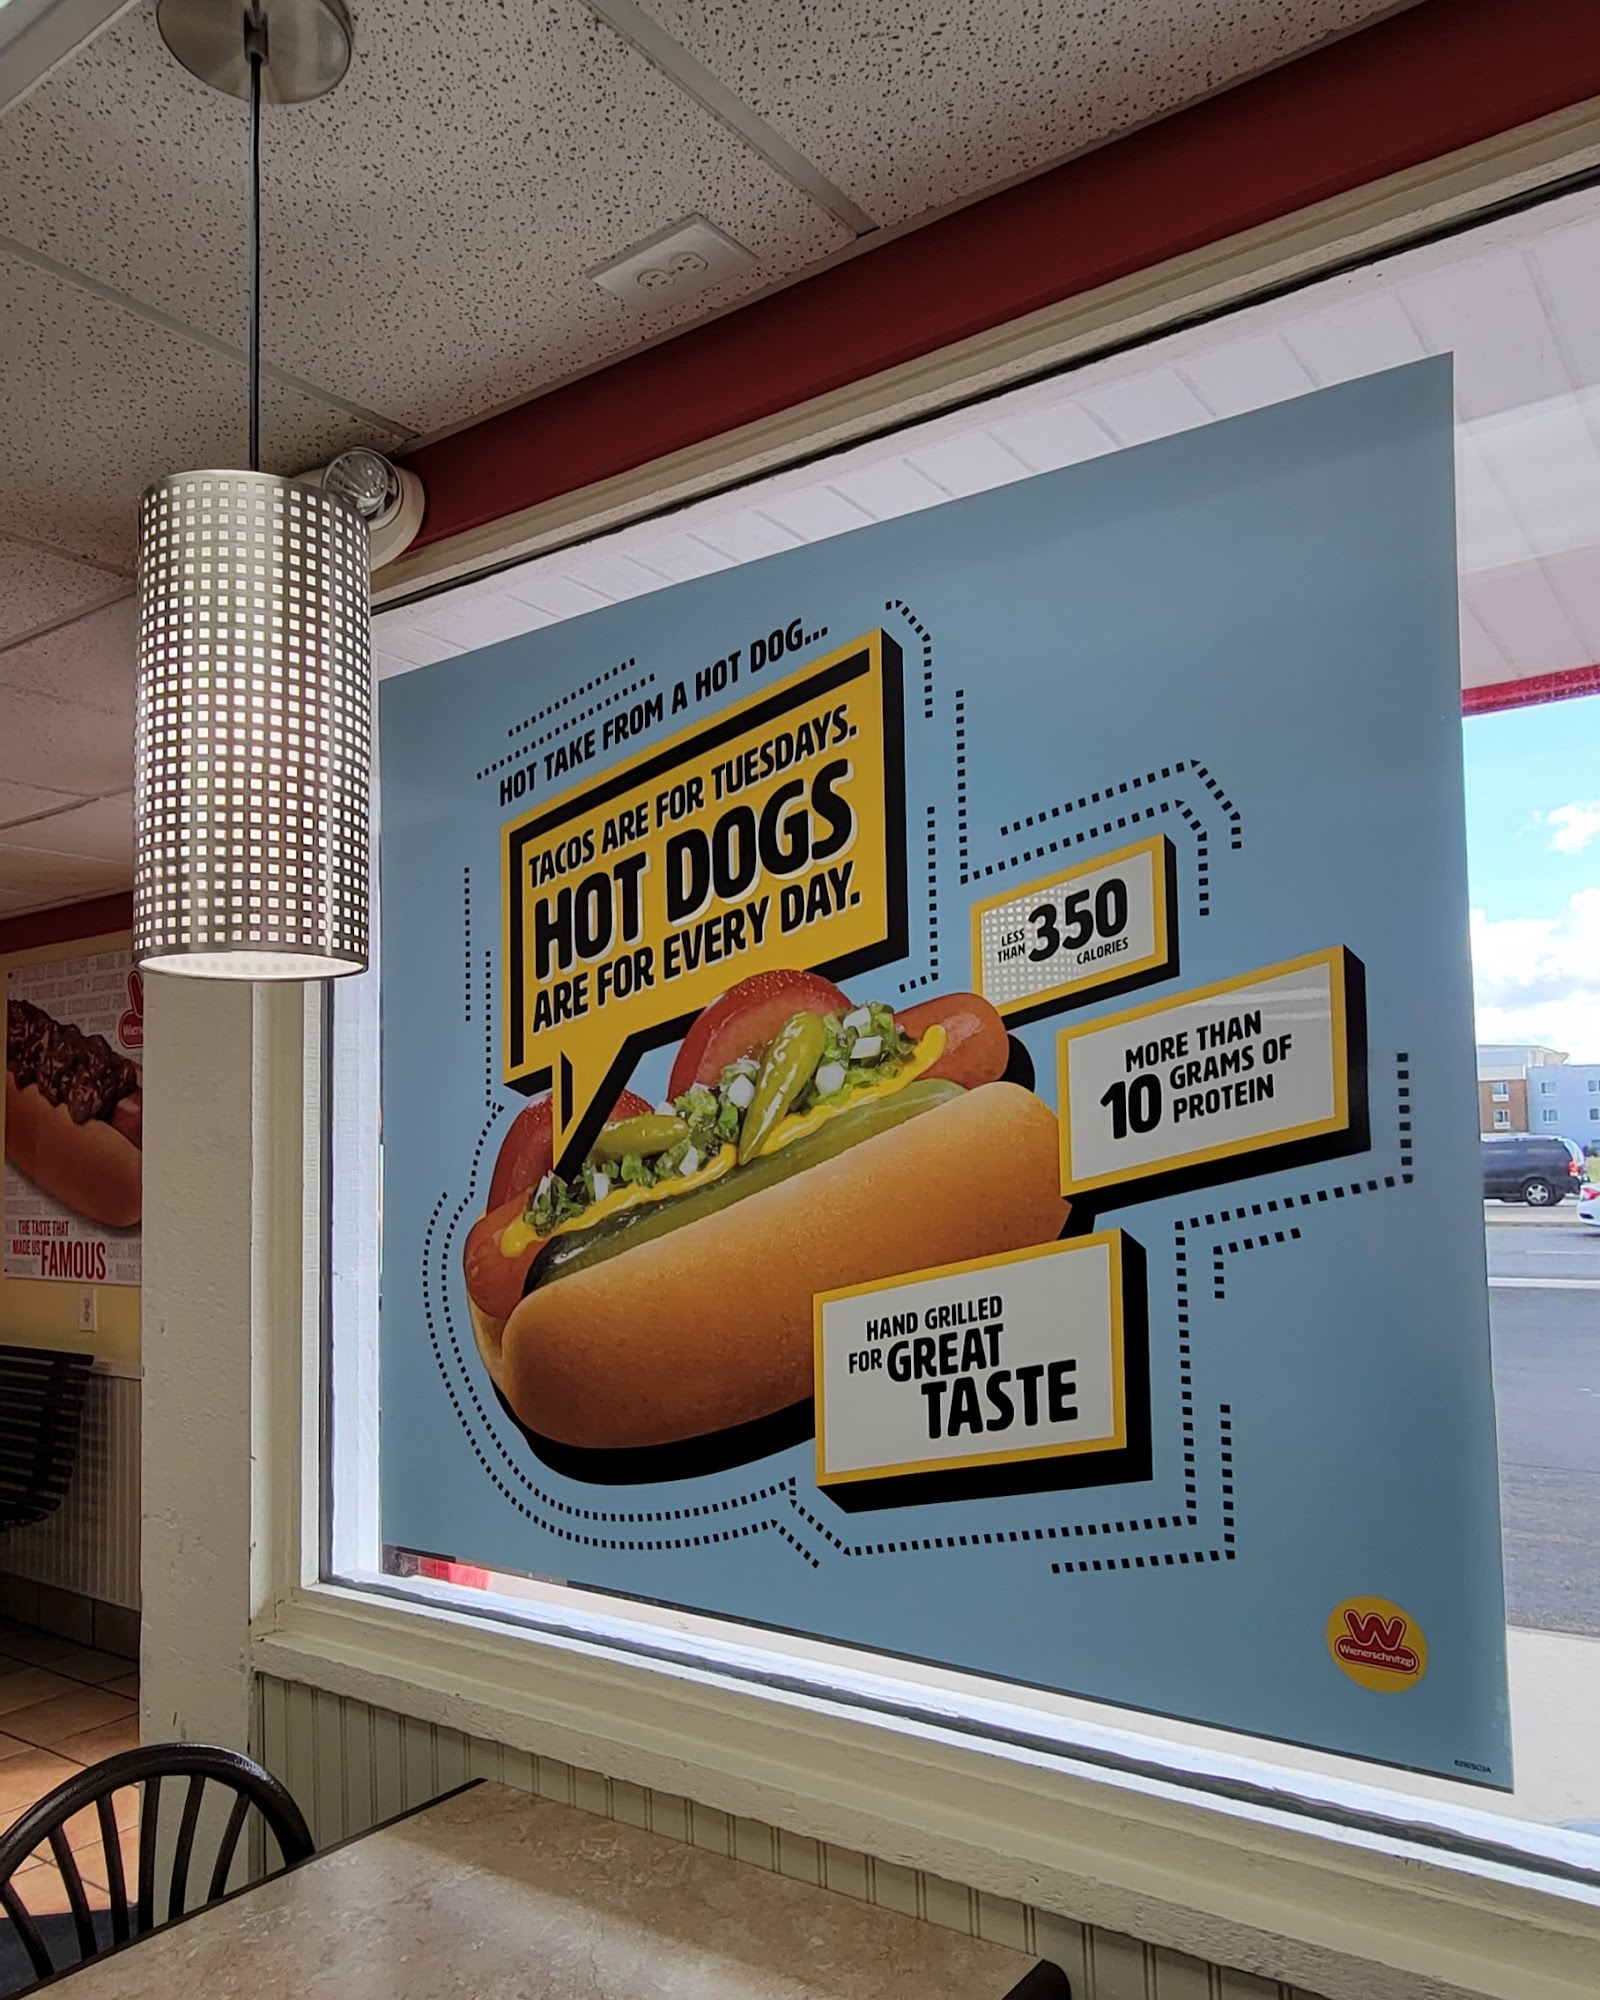 HOT TAKE FROM A HOT DOG...
TACOS ARE FOR TUESDAYS.
HOT DOGS
ARE FOR EVERY DAY.
LESS
THAN 350
CALORIES
MORE THAN
10 GRAMS OF
PROTEIN
HAND GRILLED
FOR GREAT
TASTE
W
Wienerschnitzel
THE TASTE THAT
MADE US FAMOUS